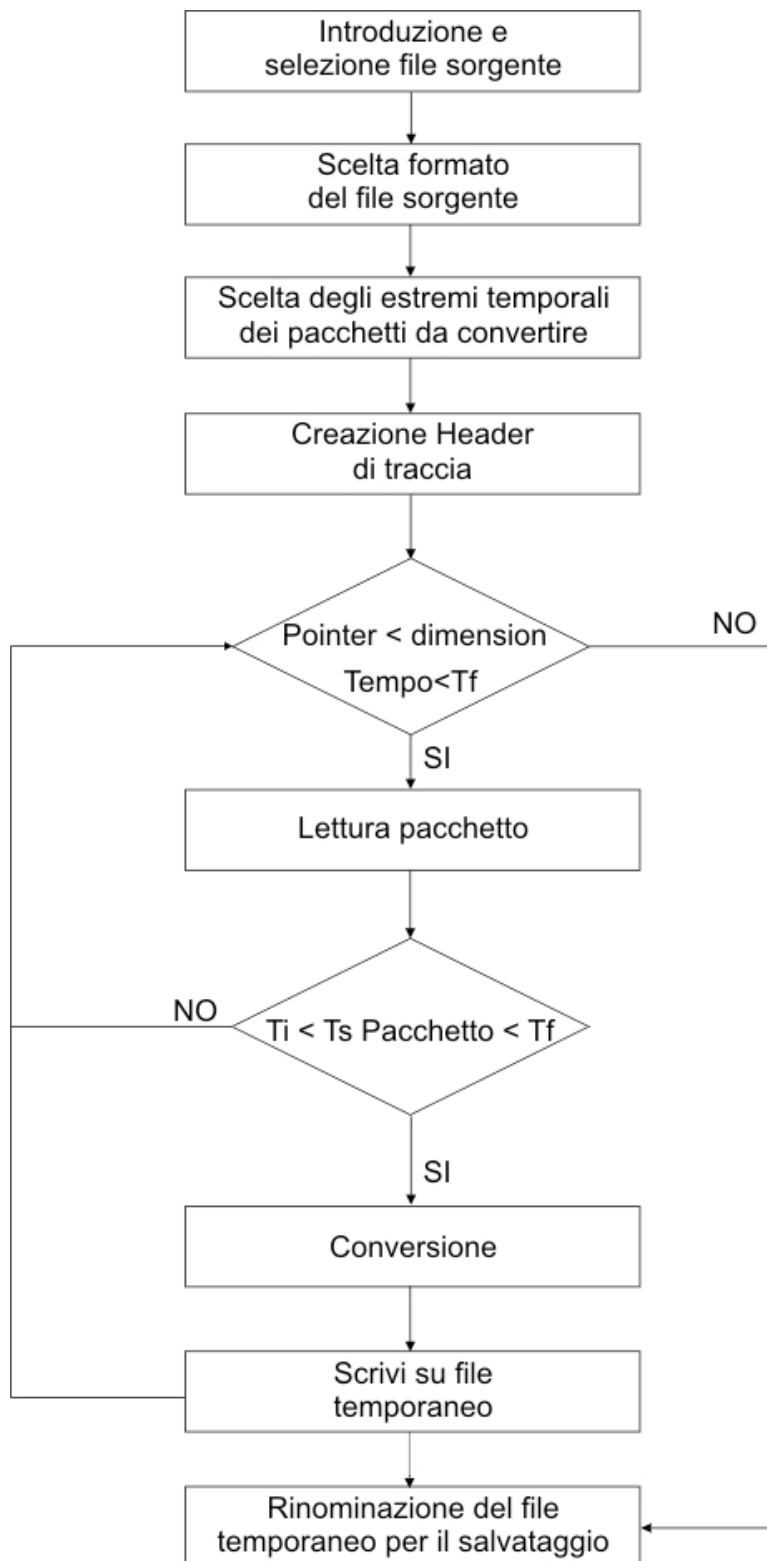 Introduzione e
selezione file sorgente
Scelta formato
del file sorgente
Scelta degli estremi temporali
dei pacchetti da convertire
Creazione Header
di traccia
Pointer < dimension
Tempo<Tf
NO
SI
Lettura pacchetto
NO
Ti < Ts Pacchetto < Tf
SI
Conversione
Scrivi su file
temporaneo
Rinominazione del file
temporaneo per il salvataggio